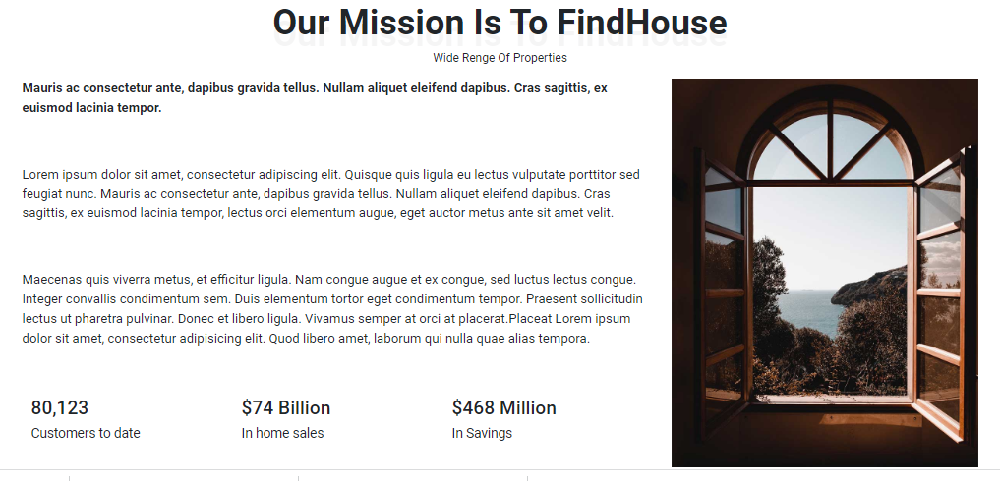 Our Mission Is To FindHouse
Wide Renge Of Properties
Mauris ac consectetur ante, dapibus gravida tellus. Nullam aliquet eleifend dapibus. Cras sagittis, ex
euismod lacinia tempor.
Lorem ipsum dolor sit amet, consectetur adipiscing elit. Quisque quis ligula eu lectus vulputate porttitor sed
feugiat nunc. Mauris ac consectetur ante, dapibus gravida tellus. Nullam aliquet eleifend dapibus. Cras
sagittis, ex euismod lacinia tempor, lectus orci elementum augue, eget auctor metus ante sit amet velit.
Maecenas quis viverra metus, et efficitur ligula. Nam congue augue et ex congue, sed luctus lectus congue.
Integer convallis condimentum sem. Duis elementum tortor eget condimentum tempor. Praesent sollicitudin
lectus ut pharetra pulvinar. Donec et libero ligula. Vivamus semper at orci at placerat.Placeat Lorem ipsum
dolor sit amet, consectetur adipisicing elit. Quod libero amet, laborum qui nulla quae alias tempora.
80,123 $74 Billion $468 Million
Customers to date In home sales In Savings